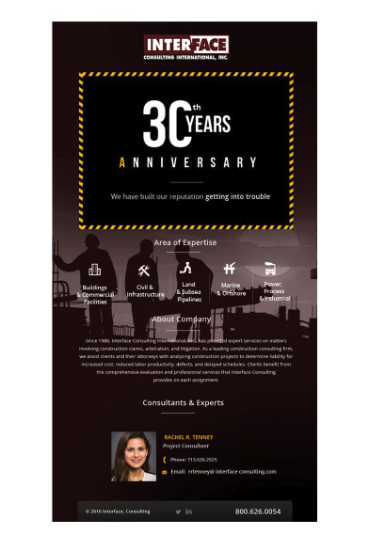 INTERFACE
CONSULTING INTERNATIONAL, INC.
30th YEARS
ANNIVERSARY
We have built our reputation getting into trouble
Area of Expertise
Buildings
& Commercial
Facilities
Civil &
Infrastructure
Land
& Subsea
Pipelines
Marine
& Offshore
Power,
Process
& Industrial
About Company
Since 1986, Interface Consulting International, Inc. has provided expert services on matters
involving construction claims, arbitration, and litigation. As a leading construction consulting firm,
we assist clients and their attorneys with analyzing construction projects to determine liability for
increased cost, reduced labor productivity, defects, and delayed schedules. Clients benefit from
the comprehensive evaluation and professional services that Interface Consulting
provides on each assignment.
Consultants & Experts
RACHEL R. TENNEY
Project Consultant
Phone: 713.626.2525
Email: rrtenney@ interface consulting.com
© 2016 Interface, Consulting
in
800.626.0054